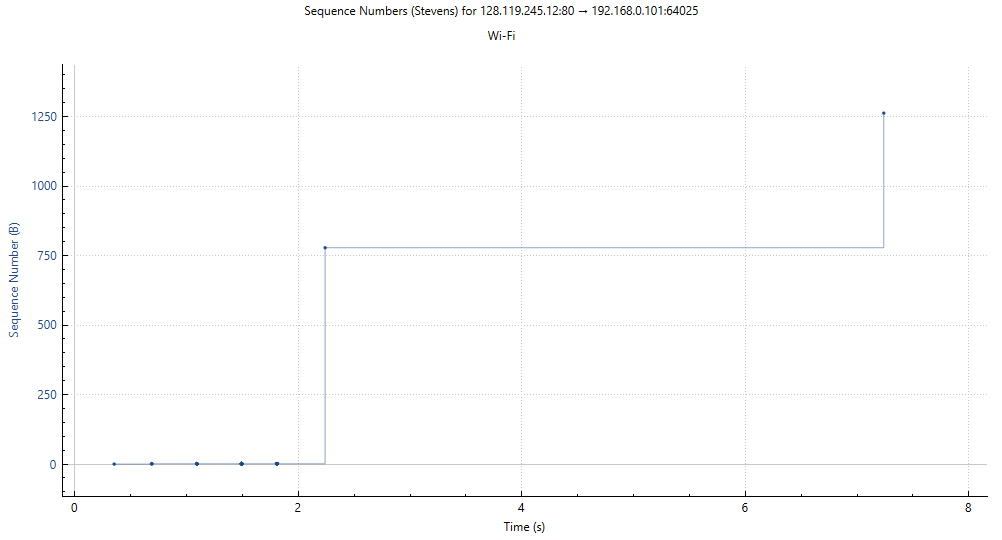 Sequence Numbers (Stevens) for 128.119.245.12:80 → 192.168.0.101:64025
Wi-Fi
Sequence Number (B)
1250
1000
750
500
250
0
0 2 4 6 8
Time (s)